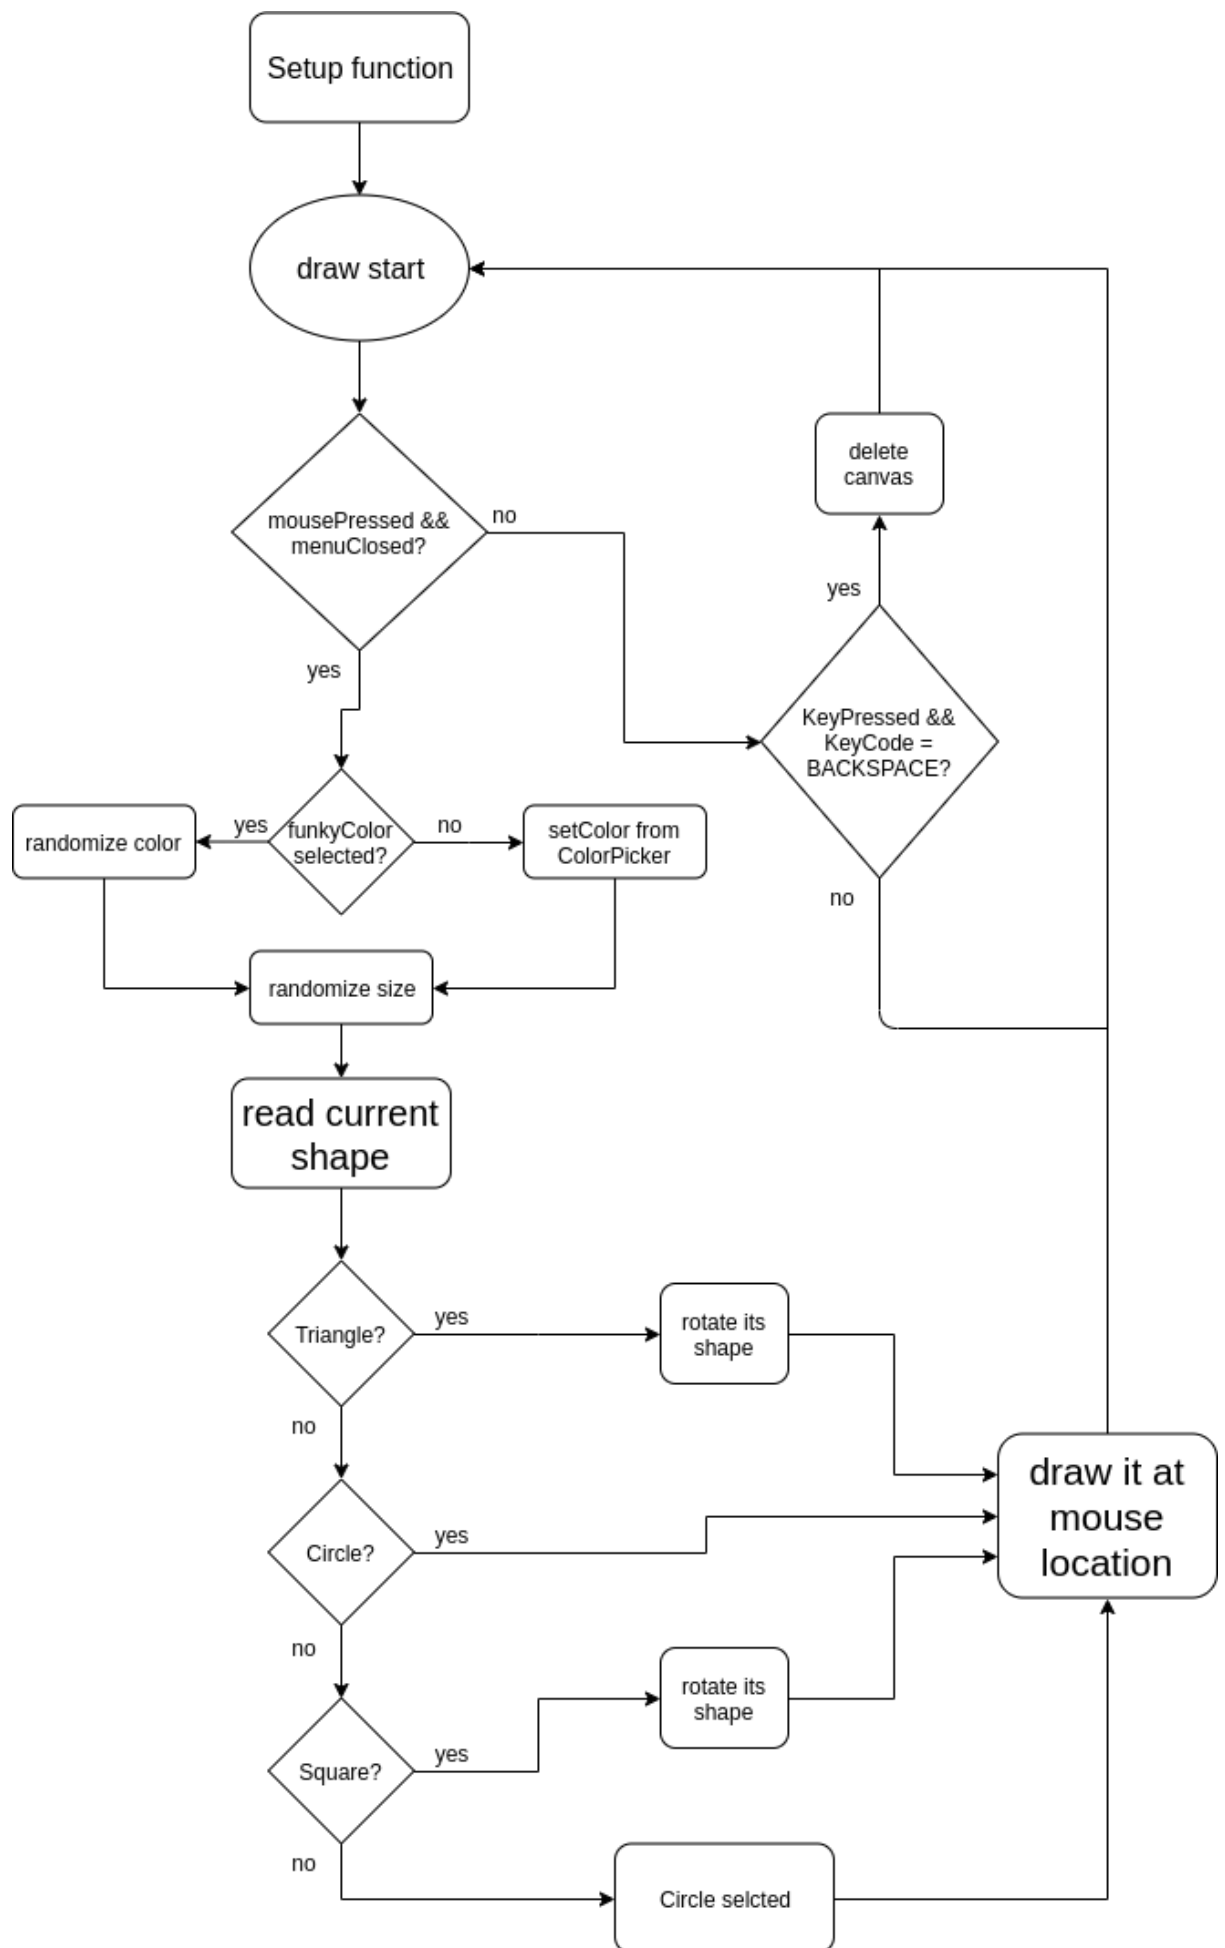 Setup function
draw start
mousePressed &&
menuClosed?
no
yes
delete
canvas
yes
KeyPressed &&
KeyCode =
BACKSPACE?
no
randomize color
yes
funkyColor
selected?
no
setColor from
ColorPicker
randomize size
read current
shape
Triangle?
yes
rotate its
shape
no
Circle?
yes
draw it at
mouse
location
no
Square?
yes
rotate its
shape
no
Circle selcted